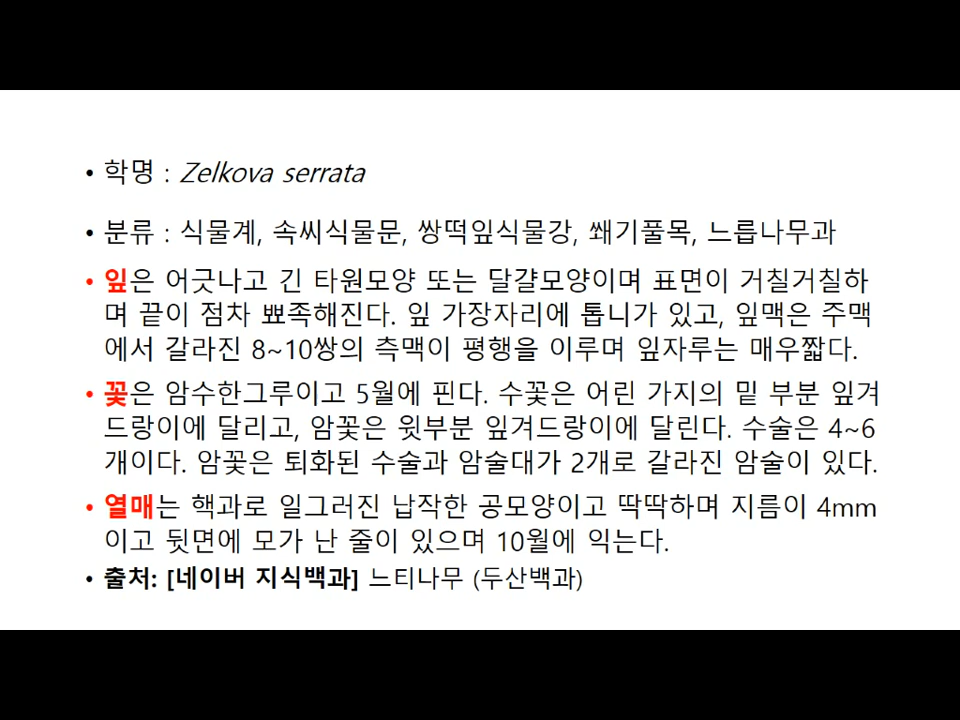 • 학명 : Zelkova serrata
• 분류 : 식물계, 속씨식물문, 쌍떡잎식물강, 쐐기풀목, 느릅나무과
• 잎은 어긋나고 긴 타원모양 또는 달걀모양이며 표면이 거칠거칠하
며 끝이 점차 뾰족해진다. 잎 가장자리에 톱니가 있고, 잎맥은 주맥
에서 갈라진 8~10쌍의 측맥이 평행을 이루며 잎자루는 매우짧다.
• 꽃은 암수한그루이고 5월에 핀다. 수꽃은 어린 가지의 밑 부분 잎겨
드랑이에 달리고, 암꽃은 윗부분 잎겨드랑이에 달린다. 수술은 4~6
개이다. 암꽃은 퇴화된 수술과 암술대가 2개로 갈라진 암술이 있다.
• 열매는 핵과로 일그러진 납작한 공모양이고 딱딱하며 지름이 4mm
이고 뒷면에 모가 난 줄이 있으며 10월에 익는다.
• 출처: [네이버 지식백과] 느티나무 (두산백과)